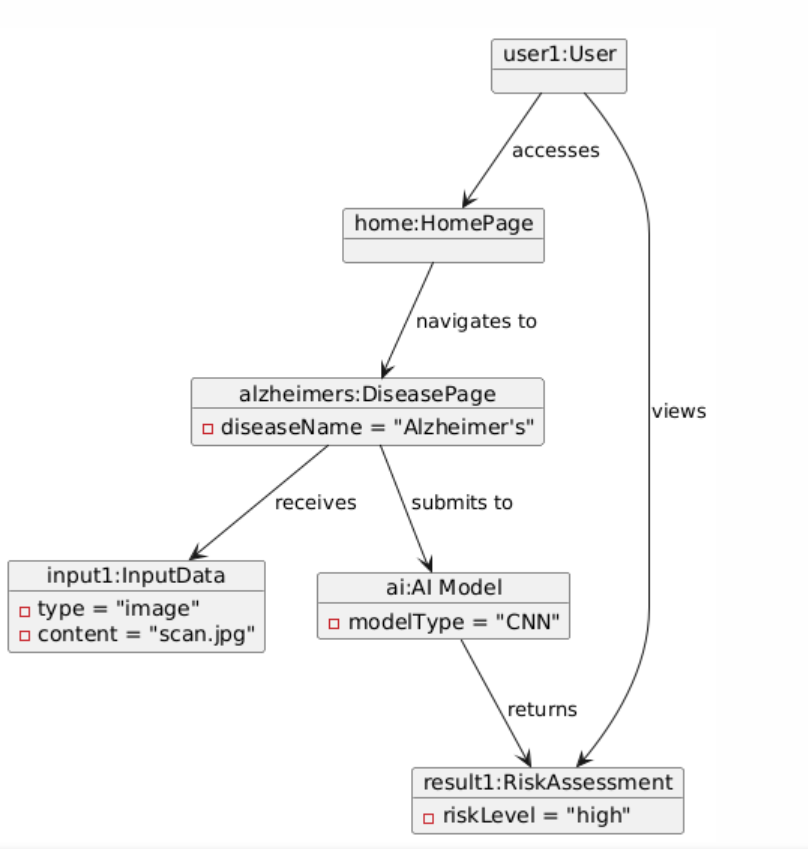 user1:User
accesses
home:HomePage
navigates to
alzheimers:DiseasePage
diseaseName = "Alzheimer's"
views
receives
submits to
input1:InputData
type = "image"
content = "scan.jpg"
ai:AI Model
modelType = "CNN"
returns
result1:RiskAssessment
riskLevel = "high"